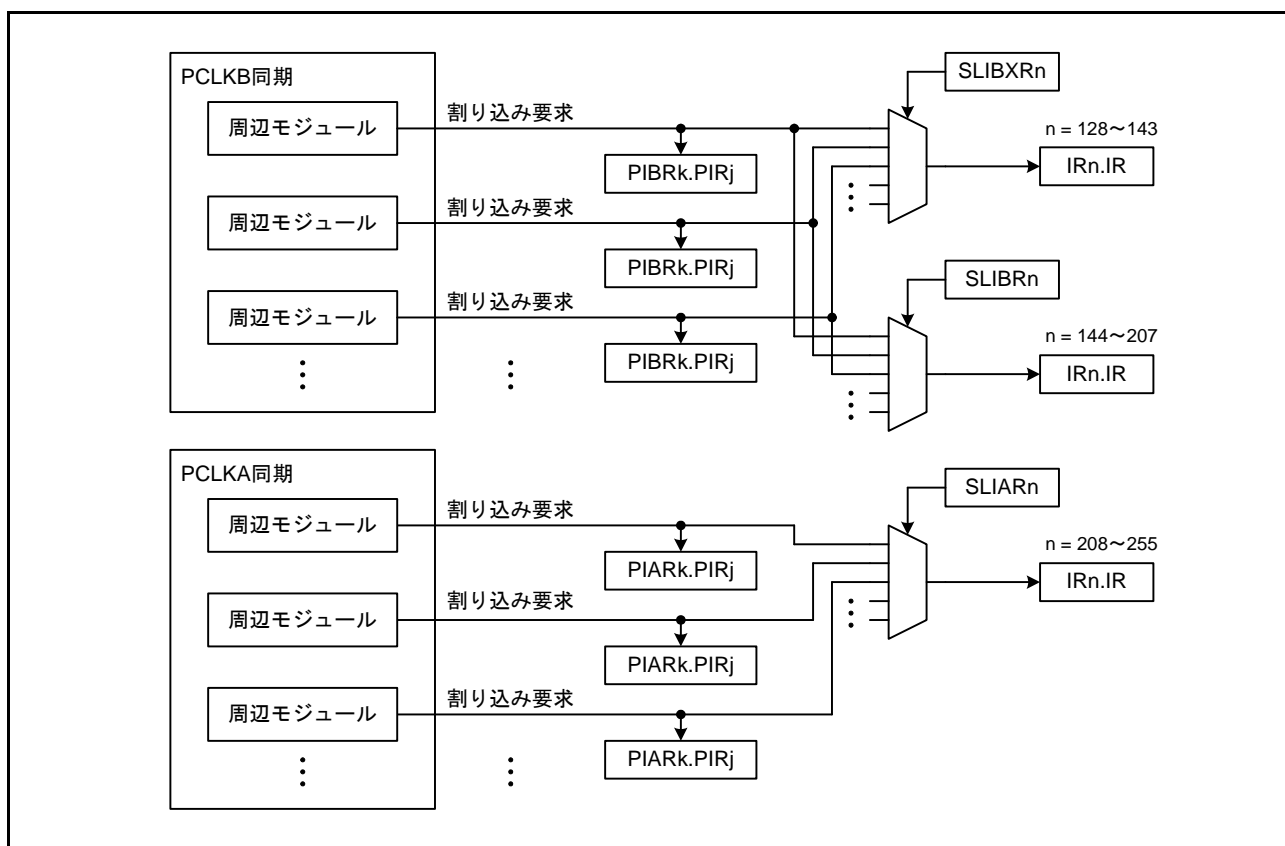 PCLKB同期
SLIBXRn
周辺モジュール
割り込み要求
PIBRk.PIRj
n = 128～143
IRn.IR
周辺モジュール
割り込み要求
PIBRk.PIRj
SLIBRn
周辺モジュール
割り込み要求
PIBRk.PIRj
n = 144～207
IRn.IR
PCLKA同期
SLIARn
周辺モジュール
割り込み要求
PIARk.PIRj
n = 208～255
IRn.IR
周辺モジュール
割り込み要求
PIARk.PIRj
周辺モジュール
割り込み要求
PIARk.PIRj